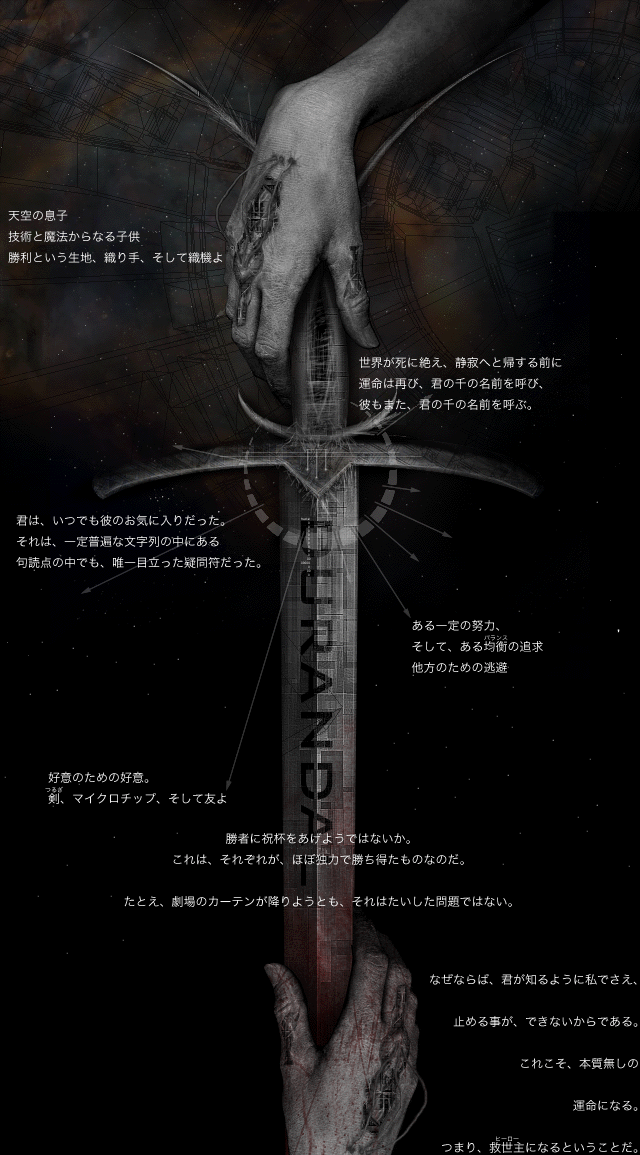 天空の息子
技術と魔法からなる子供
勝利という生地、織り手、そして織機よ
世界が死に絶え、静寂へと帰する前に
運命は再び、君の千の名前を呼び、
彼もまた、君の千の名前を呼ぶ。
君は、いつでも彼のお気に入りだった。
それは、一定普遍な文字列の中にある
句読点の中でも、唯一目立った疑問符だった。
DURANDAL
ある一定の努力、
そして、ある均衡の追求
バランス
他方のための逃避
好意のための好意。
つるぎ
剣、マイクロチップ、そして友よ
勝者に祝杯をあげようではないか。
これは、それぞれが、ほぼ独力で勝ち得たものなのだ。
たとえ、劇場のカーテンが降りようとも、それはたいした問題ではない。
なぜならば、君が知るように私でさえ、
止める事が、できないからである。
これこそ、本質無しの
運命になる。
ヒーロー
つまり、救世主になるということだ。